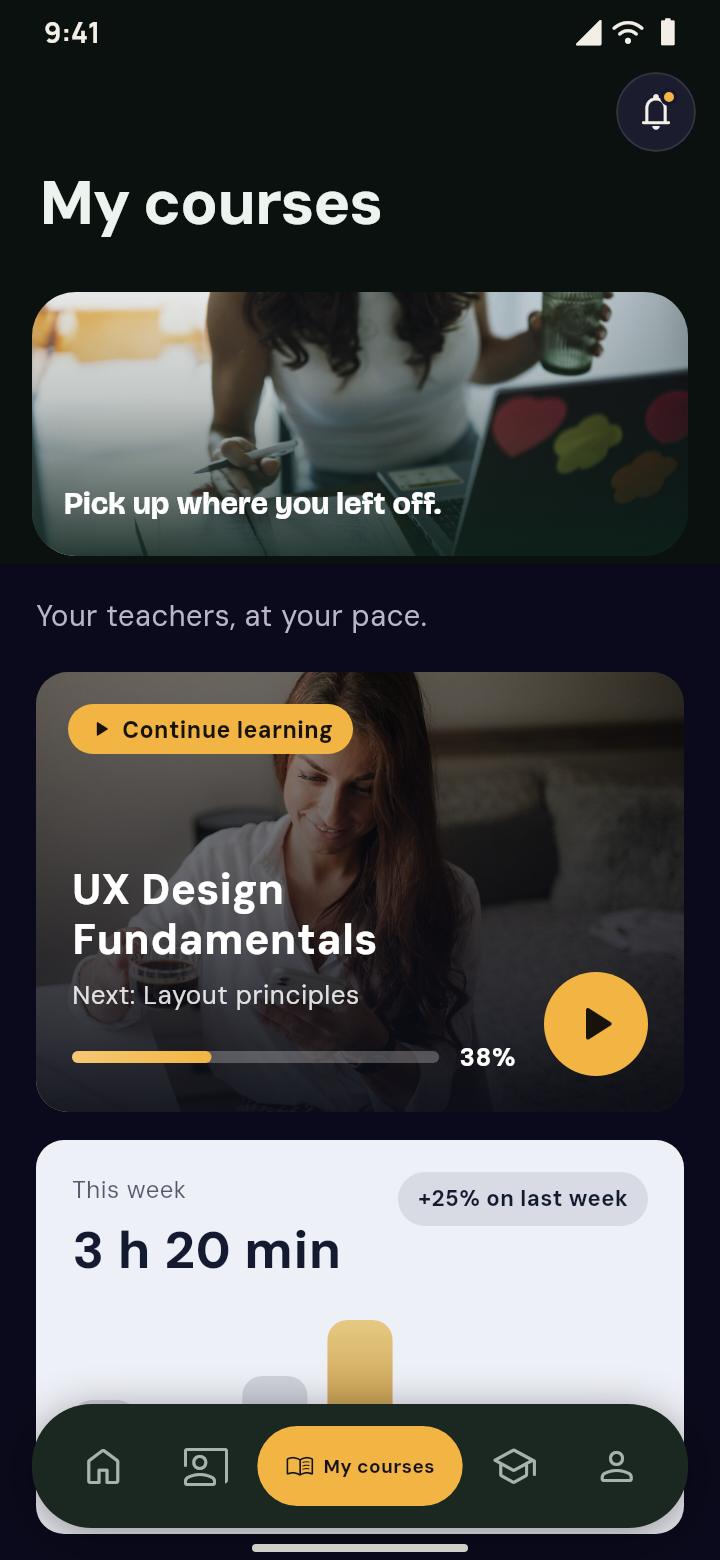 9:41
My courses
Pick up where you left off.
Your teachers, at your pace.
Continue learning
UX Design
Fundamentals
Next: Layout principles
38%
This week
+25% on last week
3 h 20 min
My courses